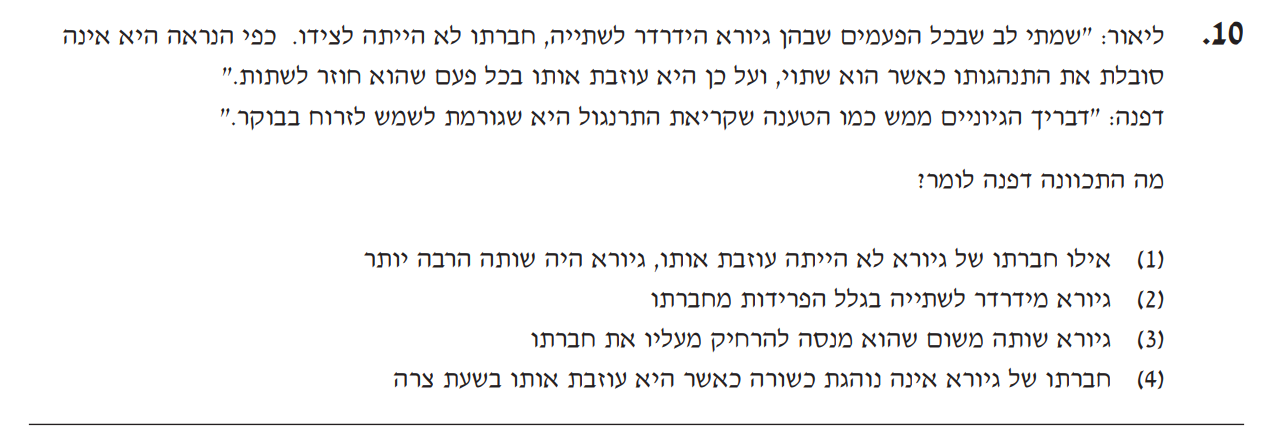 10. ליאור: "שמתי לב שבכל הפעמים שבהן גיורא הידרדר לשתייה, חברתו לא הייתה לצידו. כפי הנראה היא אינה
סובלת את התנהגותו כאשר הוא שתוי, ועל כן היא עוזבת אותו בכל פעם שהוא חוזר לשתות."
דפנה: "דבריך הגיוניים ממש כמו הטענה שקריאת התרנגול היא שגורמת לשמש לזרוח בבוקר."
מה התכוונה דפנה לומר?
(1) אילו חברתו של גיורא לא הייתה עוזבת אותו, גיורא היה שותה הרבה יותר
(2) גיורא מידרדר לשתייה בגלל הפרידות מחברתו
(3) גיורא שותה משום שהוא מנסה להרחיק מעליו את חברתו
(4) חברתו של גיורא אינה נוהגת כשורה כאשר היא עוזבת אותו בשעת צרה